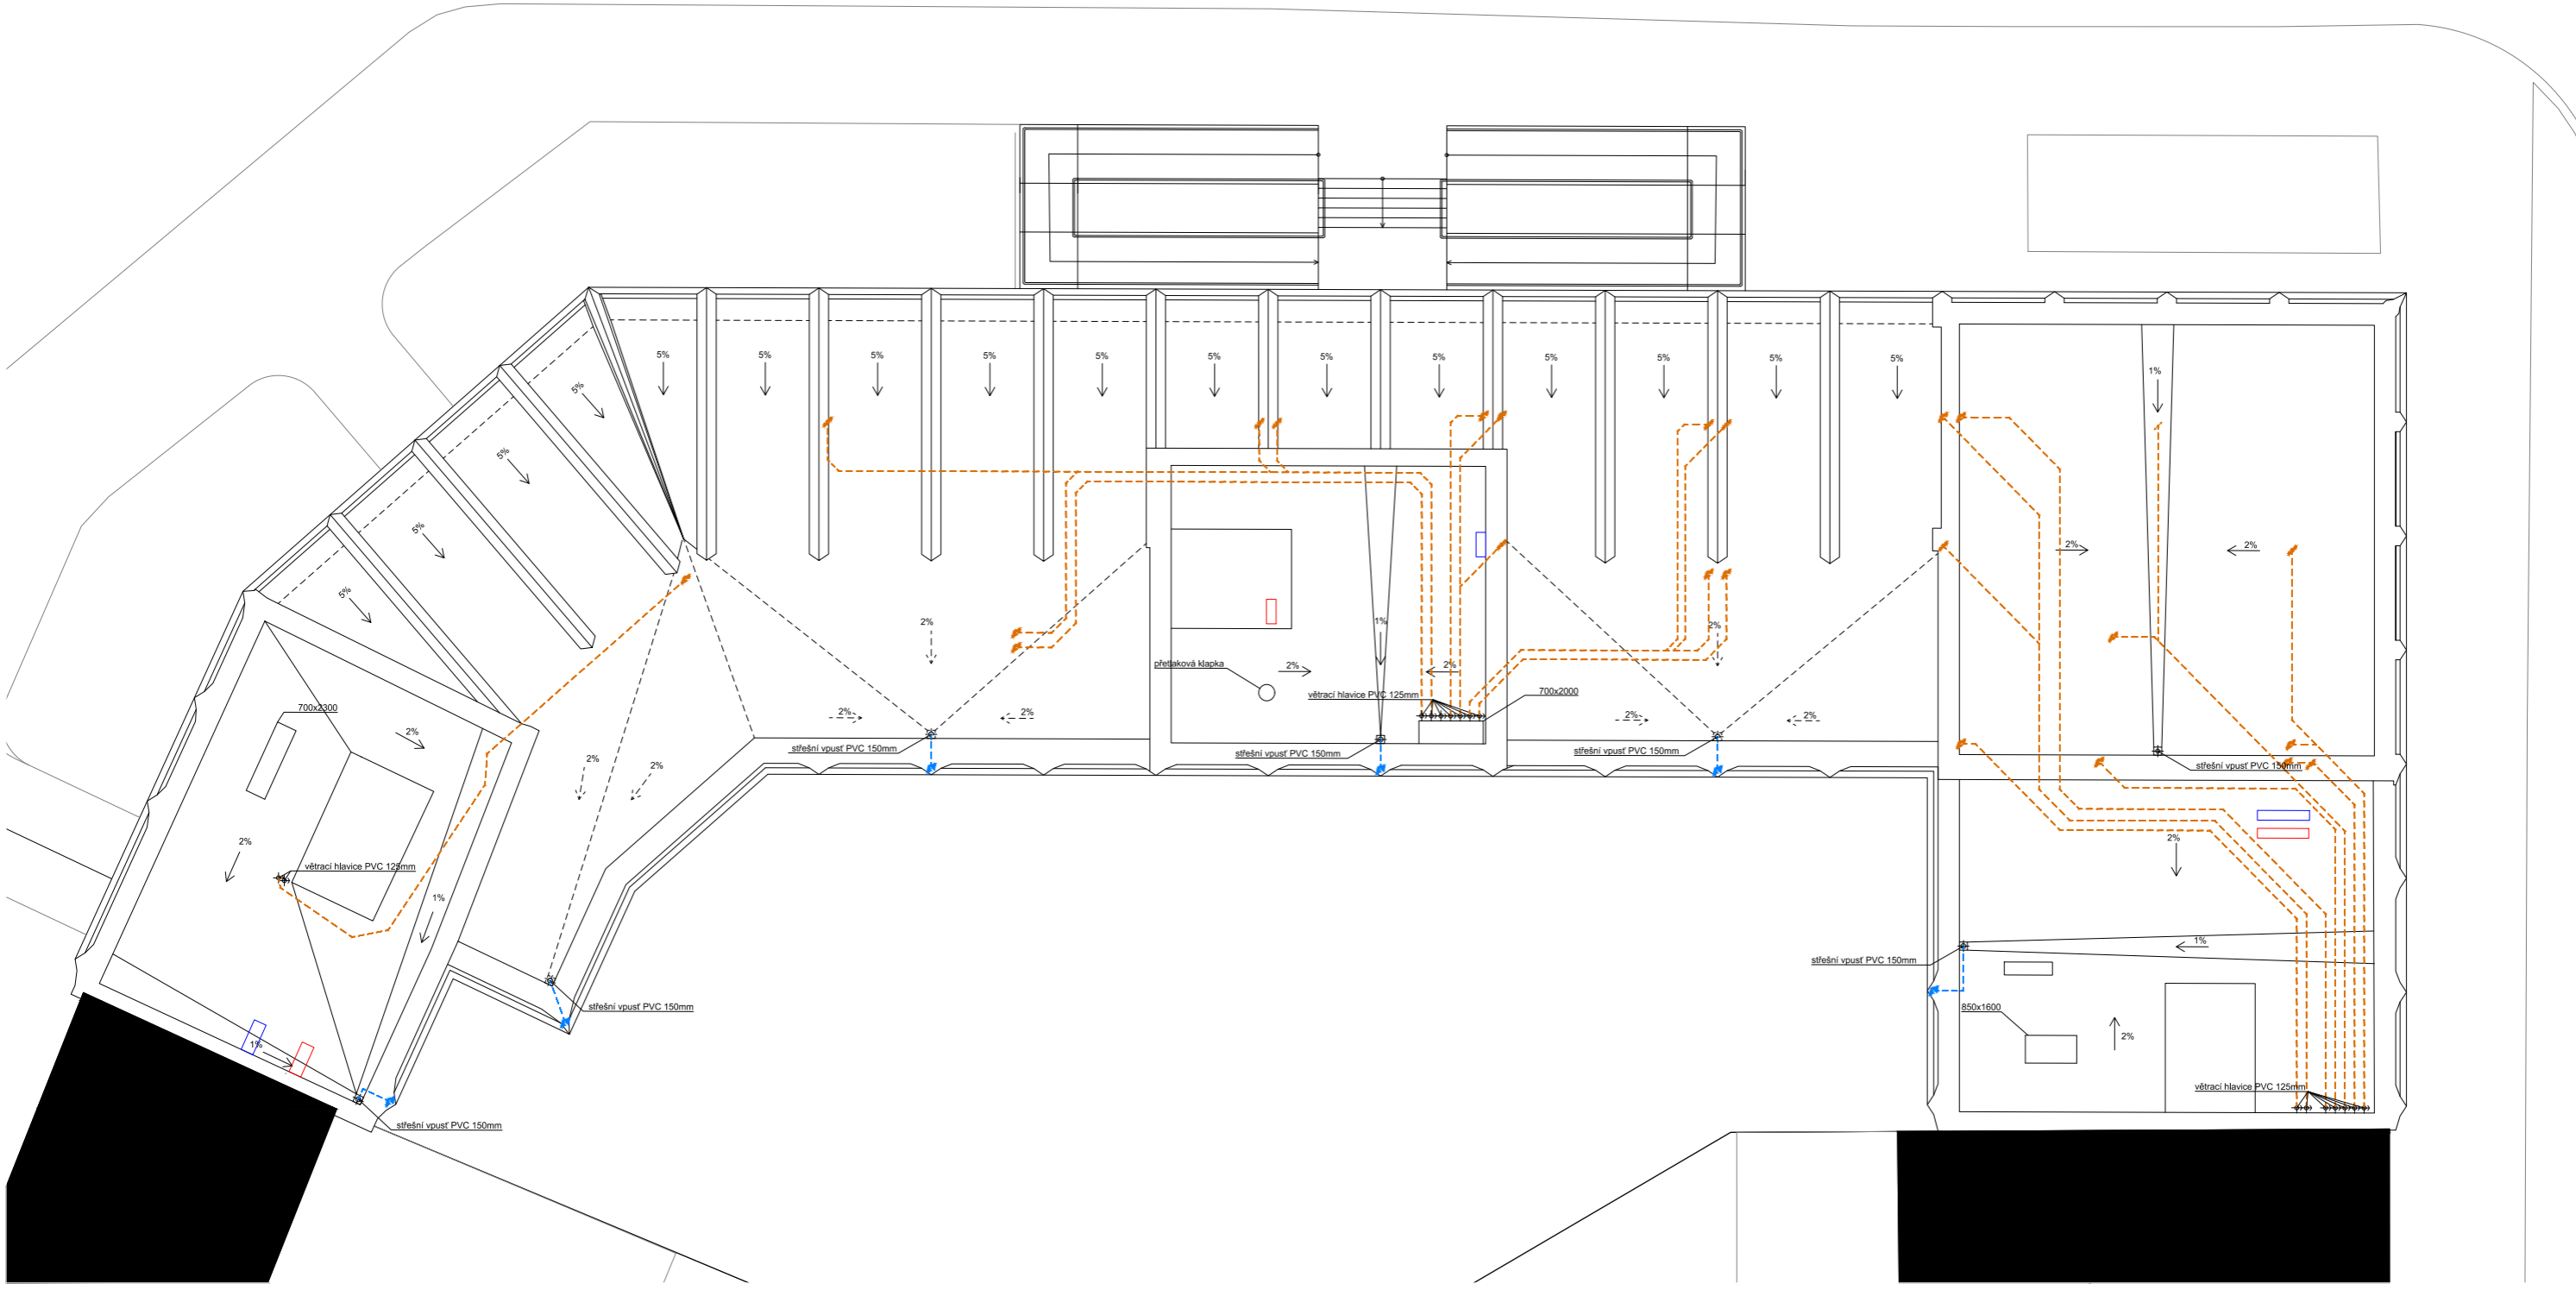 5%
5%
5%
5%
5%
5%
5%
5%
5%
5%
5%
5%
1%
5%
5%
5%
5%
2%
2%
2%
1%
2%
2%
přetlaková klapka
2%
2%
větrací hlavice PVC 125mm
700x2000
700x2300
2%
2%
2%
2%
2%
střešní vpusť PVC 150mm
střešní vpusť PVC 150mm
střešní vpusť PVC 150mm
2%
2%
střešní vpusť PVC 150mm
2%
2%
větrací hlavice PVC 125mm
1%
1%
střešní vpusť PVC 150mm
střešní vpusť PVC 150mm
850x1600
2%
1%
větrací hlavice PVC 125mm
střešní vpusť PVC 150mm